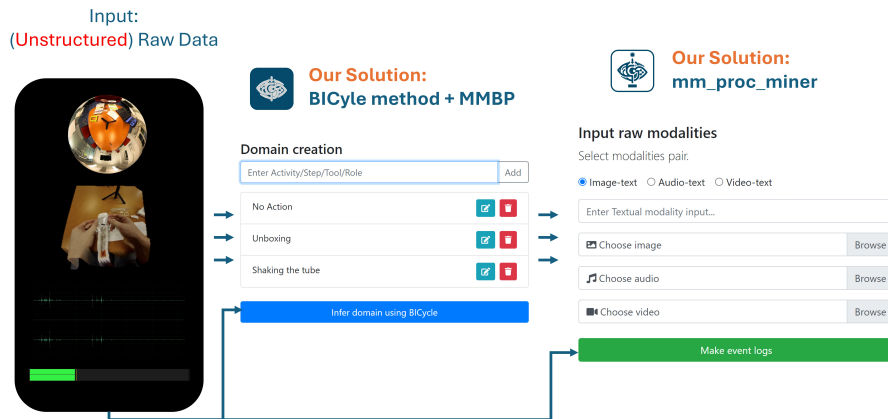 Input:
(Unstructured) Raw Data
Our Solution:
BICyle method + MMBP
Domain creation
Enter Activity/Step/Tool/Role
Add
No Action
Unboxing
Shaking the tube
Infer domain using BICycle
Our Solution:
mm_proc_miner
Input raw modalities
Select modalities pair.
Image-text
Audio-text
Video-text
Enter Textual modality input...
Choose image
Browse
Choose audio
Browse
Choose video
Browse
Make event logs